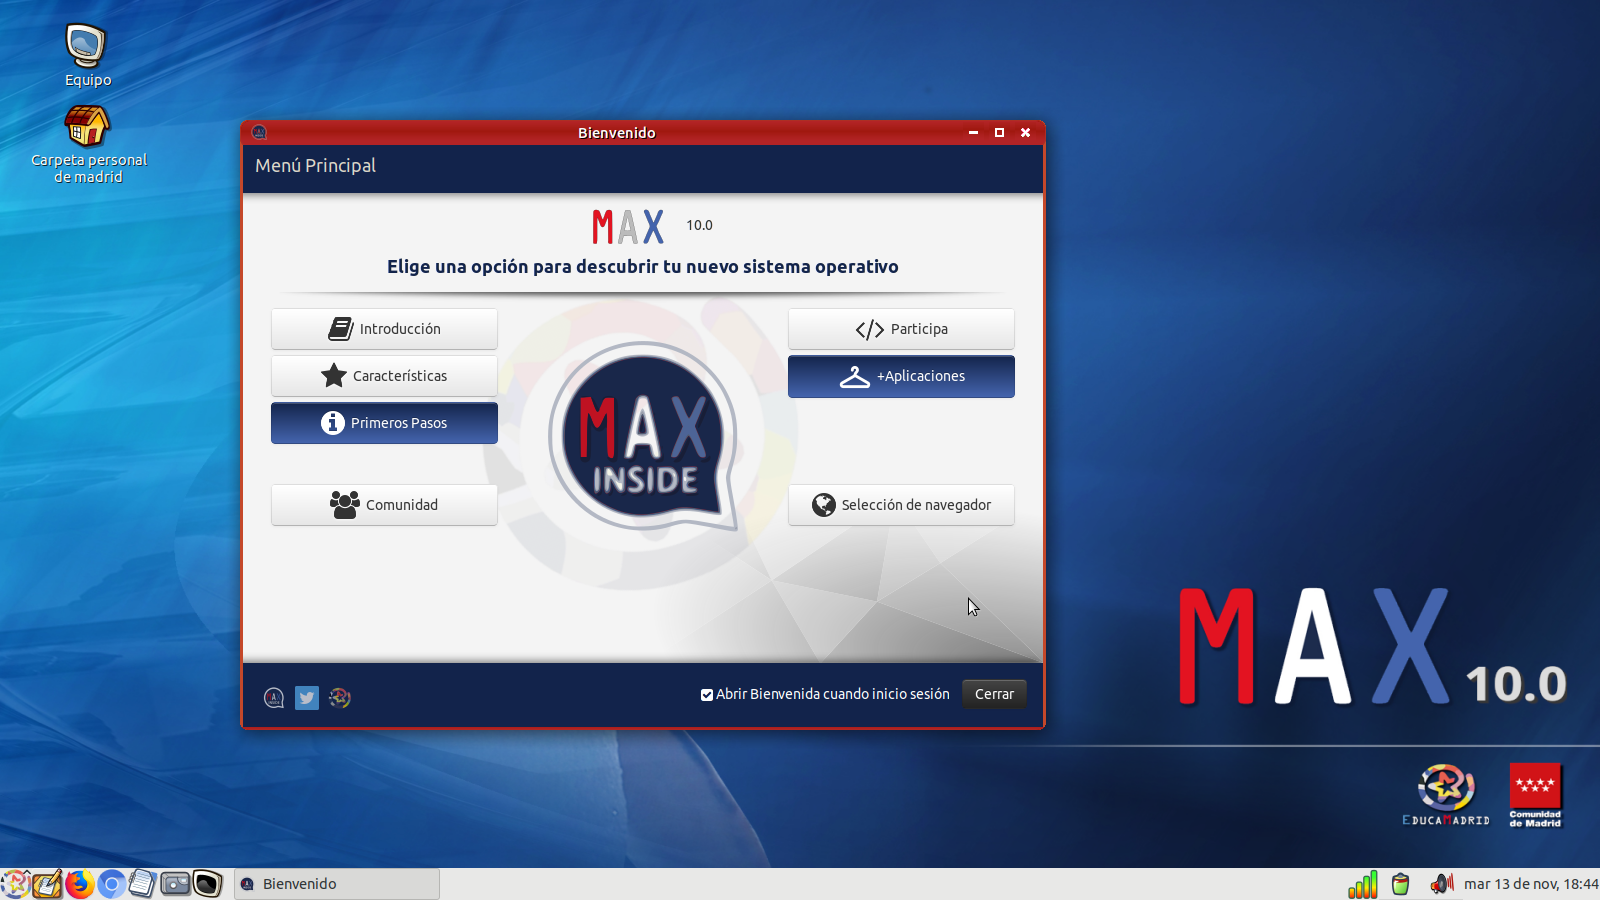 Equipo
Carpeta personal
de madrid
Bienvenido
Menú Principal
MAX 10.0
Elige una opción para descubrir tu nuevo sistema operativo
Introducción
Características
Primeros Pasos
Comunidad
MAX
INSIDE
Participa
+Aplicaciones
Selección de navegador
Abrir Bienvenida cuando inicio sesión
Cerrar
MAX 10.0
EDUCAMADRID
Comunidad
de Madrid
Bienvenido
mar 13 de nov, 18:44